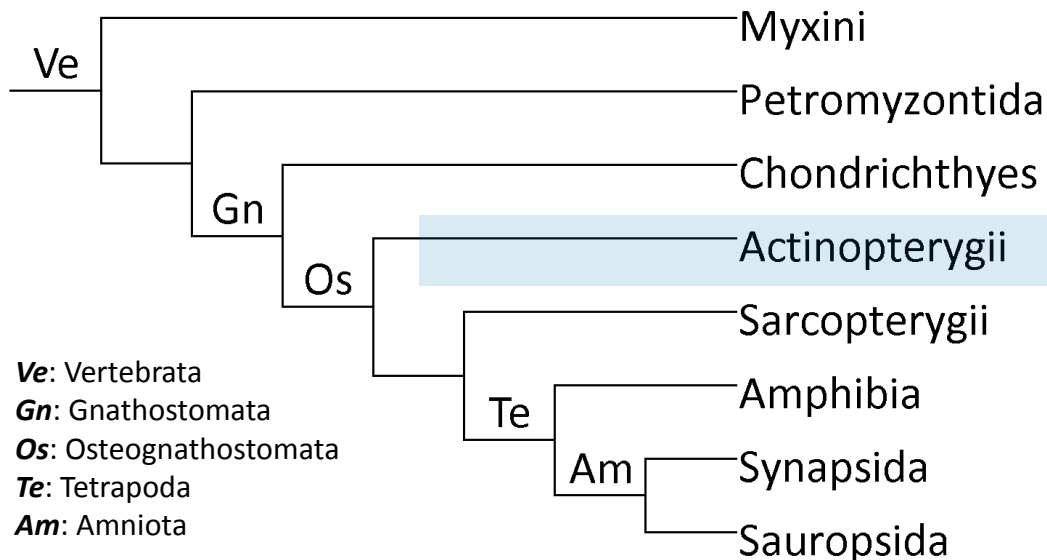 Myxini
Ve
Petromyzontida
Chondrichthyes
Gn
Actinopterygii
Os
Sarcopterygii
Ve: Vertebrata
Gn: Gnathostomata
Os: Osteognathostomata
Te: Tetrapoda
Am: Amniota
Amphibia
Te
Synapsida
Am
Sauropsida